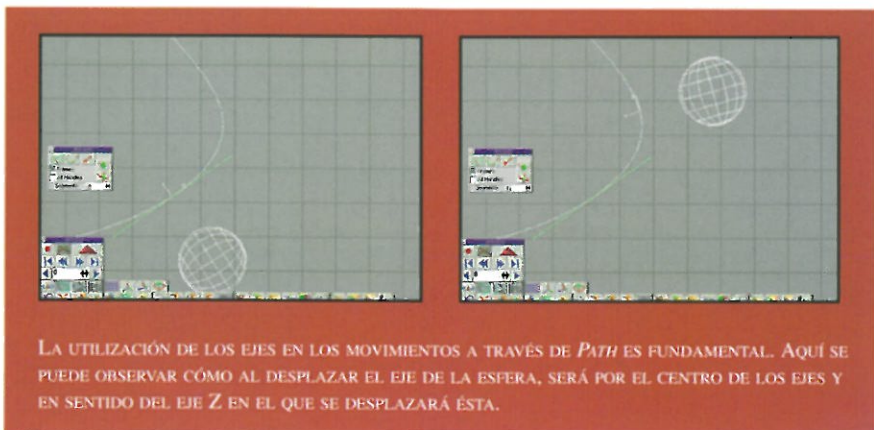 LA UTILIZACIÓN DE LOS EJES EN LOS MOVIMIENTOS A TRAVÉS DE PATH ES FUNDAMENTAL. AQUÍ SE
PUEDE OBSERVAR CÓMO AL DESPLAZAR EL EJE DE LA ESFERA, SERÁ POR EL CENTRO DE LOS EJES Y
EN SENTIDO DEL EJE Z EN EL QUE SE DESPLAZARÁ ÉSTA.